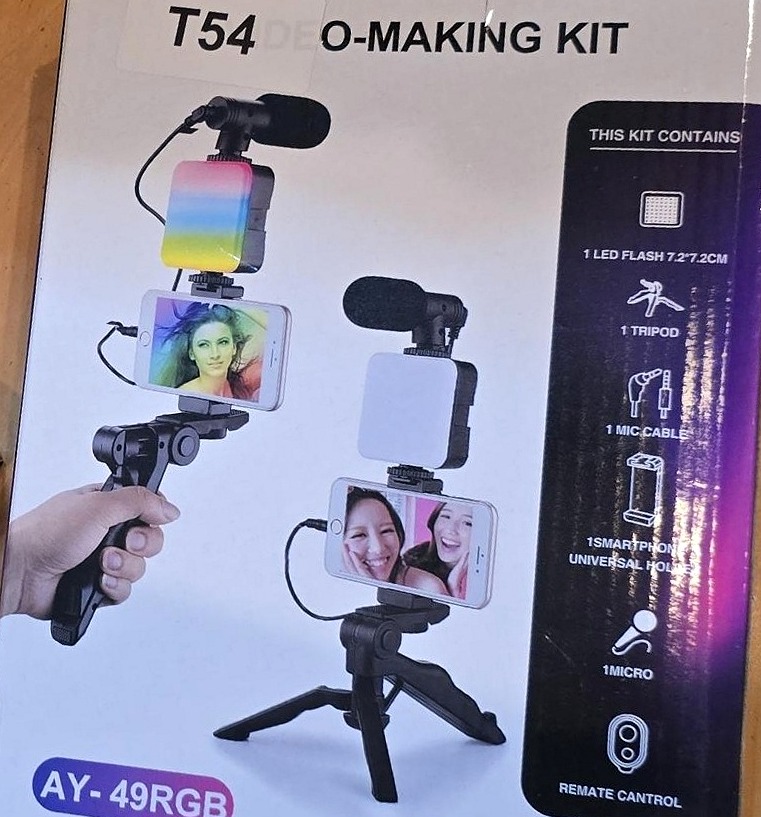 T54 DEO-MAKING KIT
THIS KIT CONTAINS
1 LED FLASH 7.2*7.2CM
1 TRIPOD
1 MIC CABLE
1SMARTPHONE
UNIVERSAL
1MICRO
REMATE CANTROL
AY- 49RGB